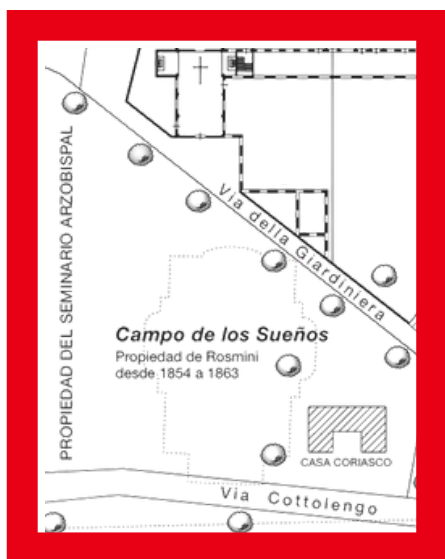 PROPIEDAD DEL SEMINARIO ARZOBISPAL
Via della Giardiniera
Campo de los Sueños
Propiedad de Rosmini
desde 1854 a 1863
CASA CORIASCO
Via Cottolengo